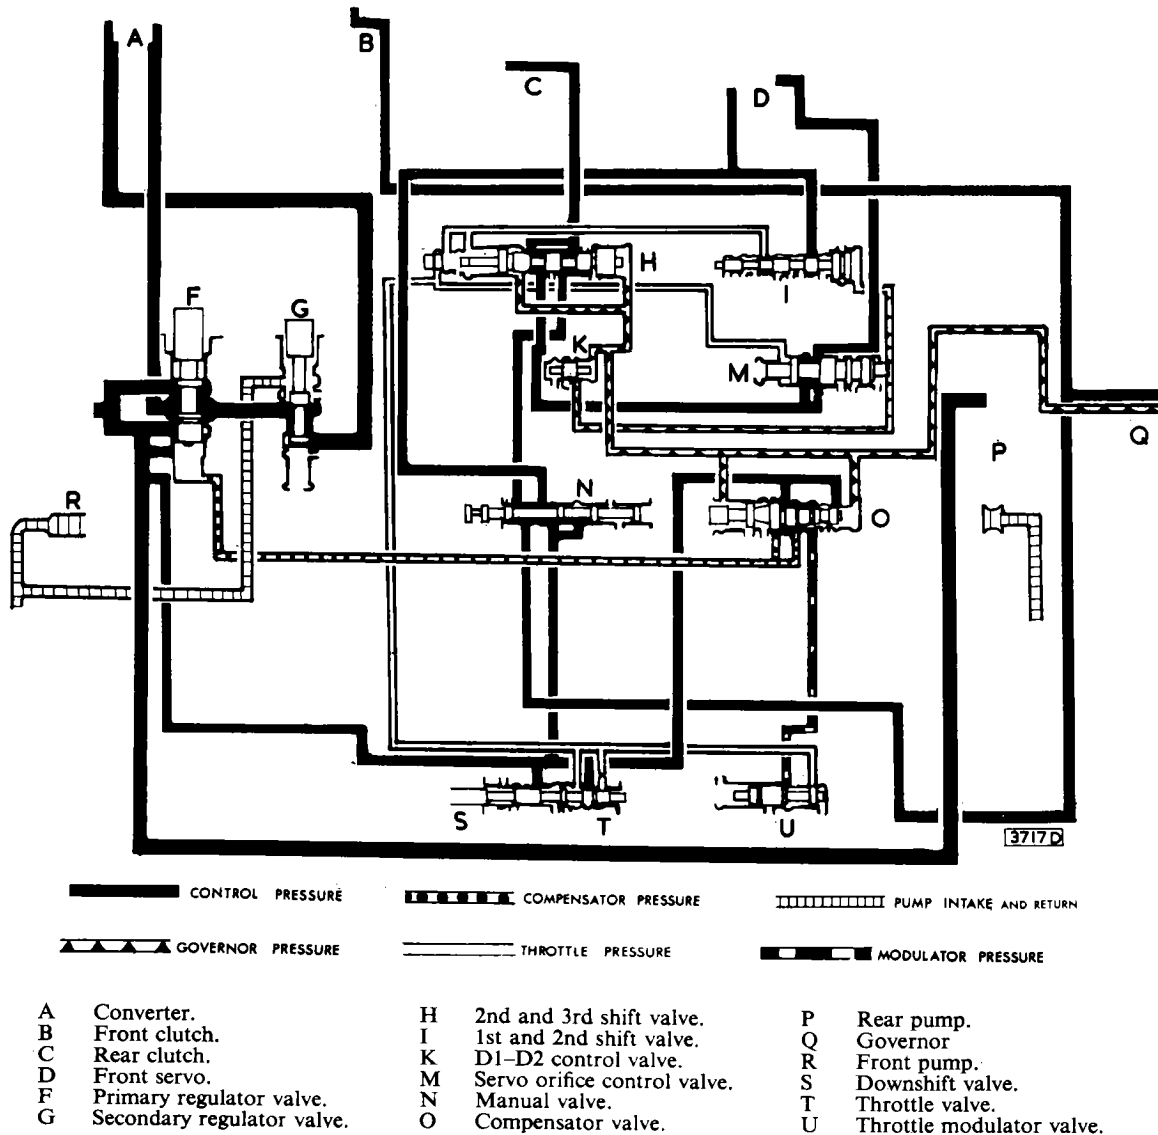 A
B
C
D
H
I
F
G
K
M
Q
P
R
N
O
S
T
U
3717 D
CONTROL PRESSURE
COMPENSATOR PRESSURE
PUMP INTAKE AND RETURN
GOVERNOR PRESSURE
THROTTLE PRESSURE
MODULATOR PRESSURE
A Converter.
B Front clutch.
C Rear clutch.
D Front servo.
F Primary regulator valve.
G Secondary regulator valve.
H 2nd and 3rd shift valve.
I 1st and 2nd shift valve.
K D1–D2 control valve.
M Servo orifice control valve.
N Manual valve.
O Compensator valve.
P Rear pump.
Q Governor
R Front pump.
S Downshift valve.
T Throttle valve.
U Throttle modulator valve.